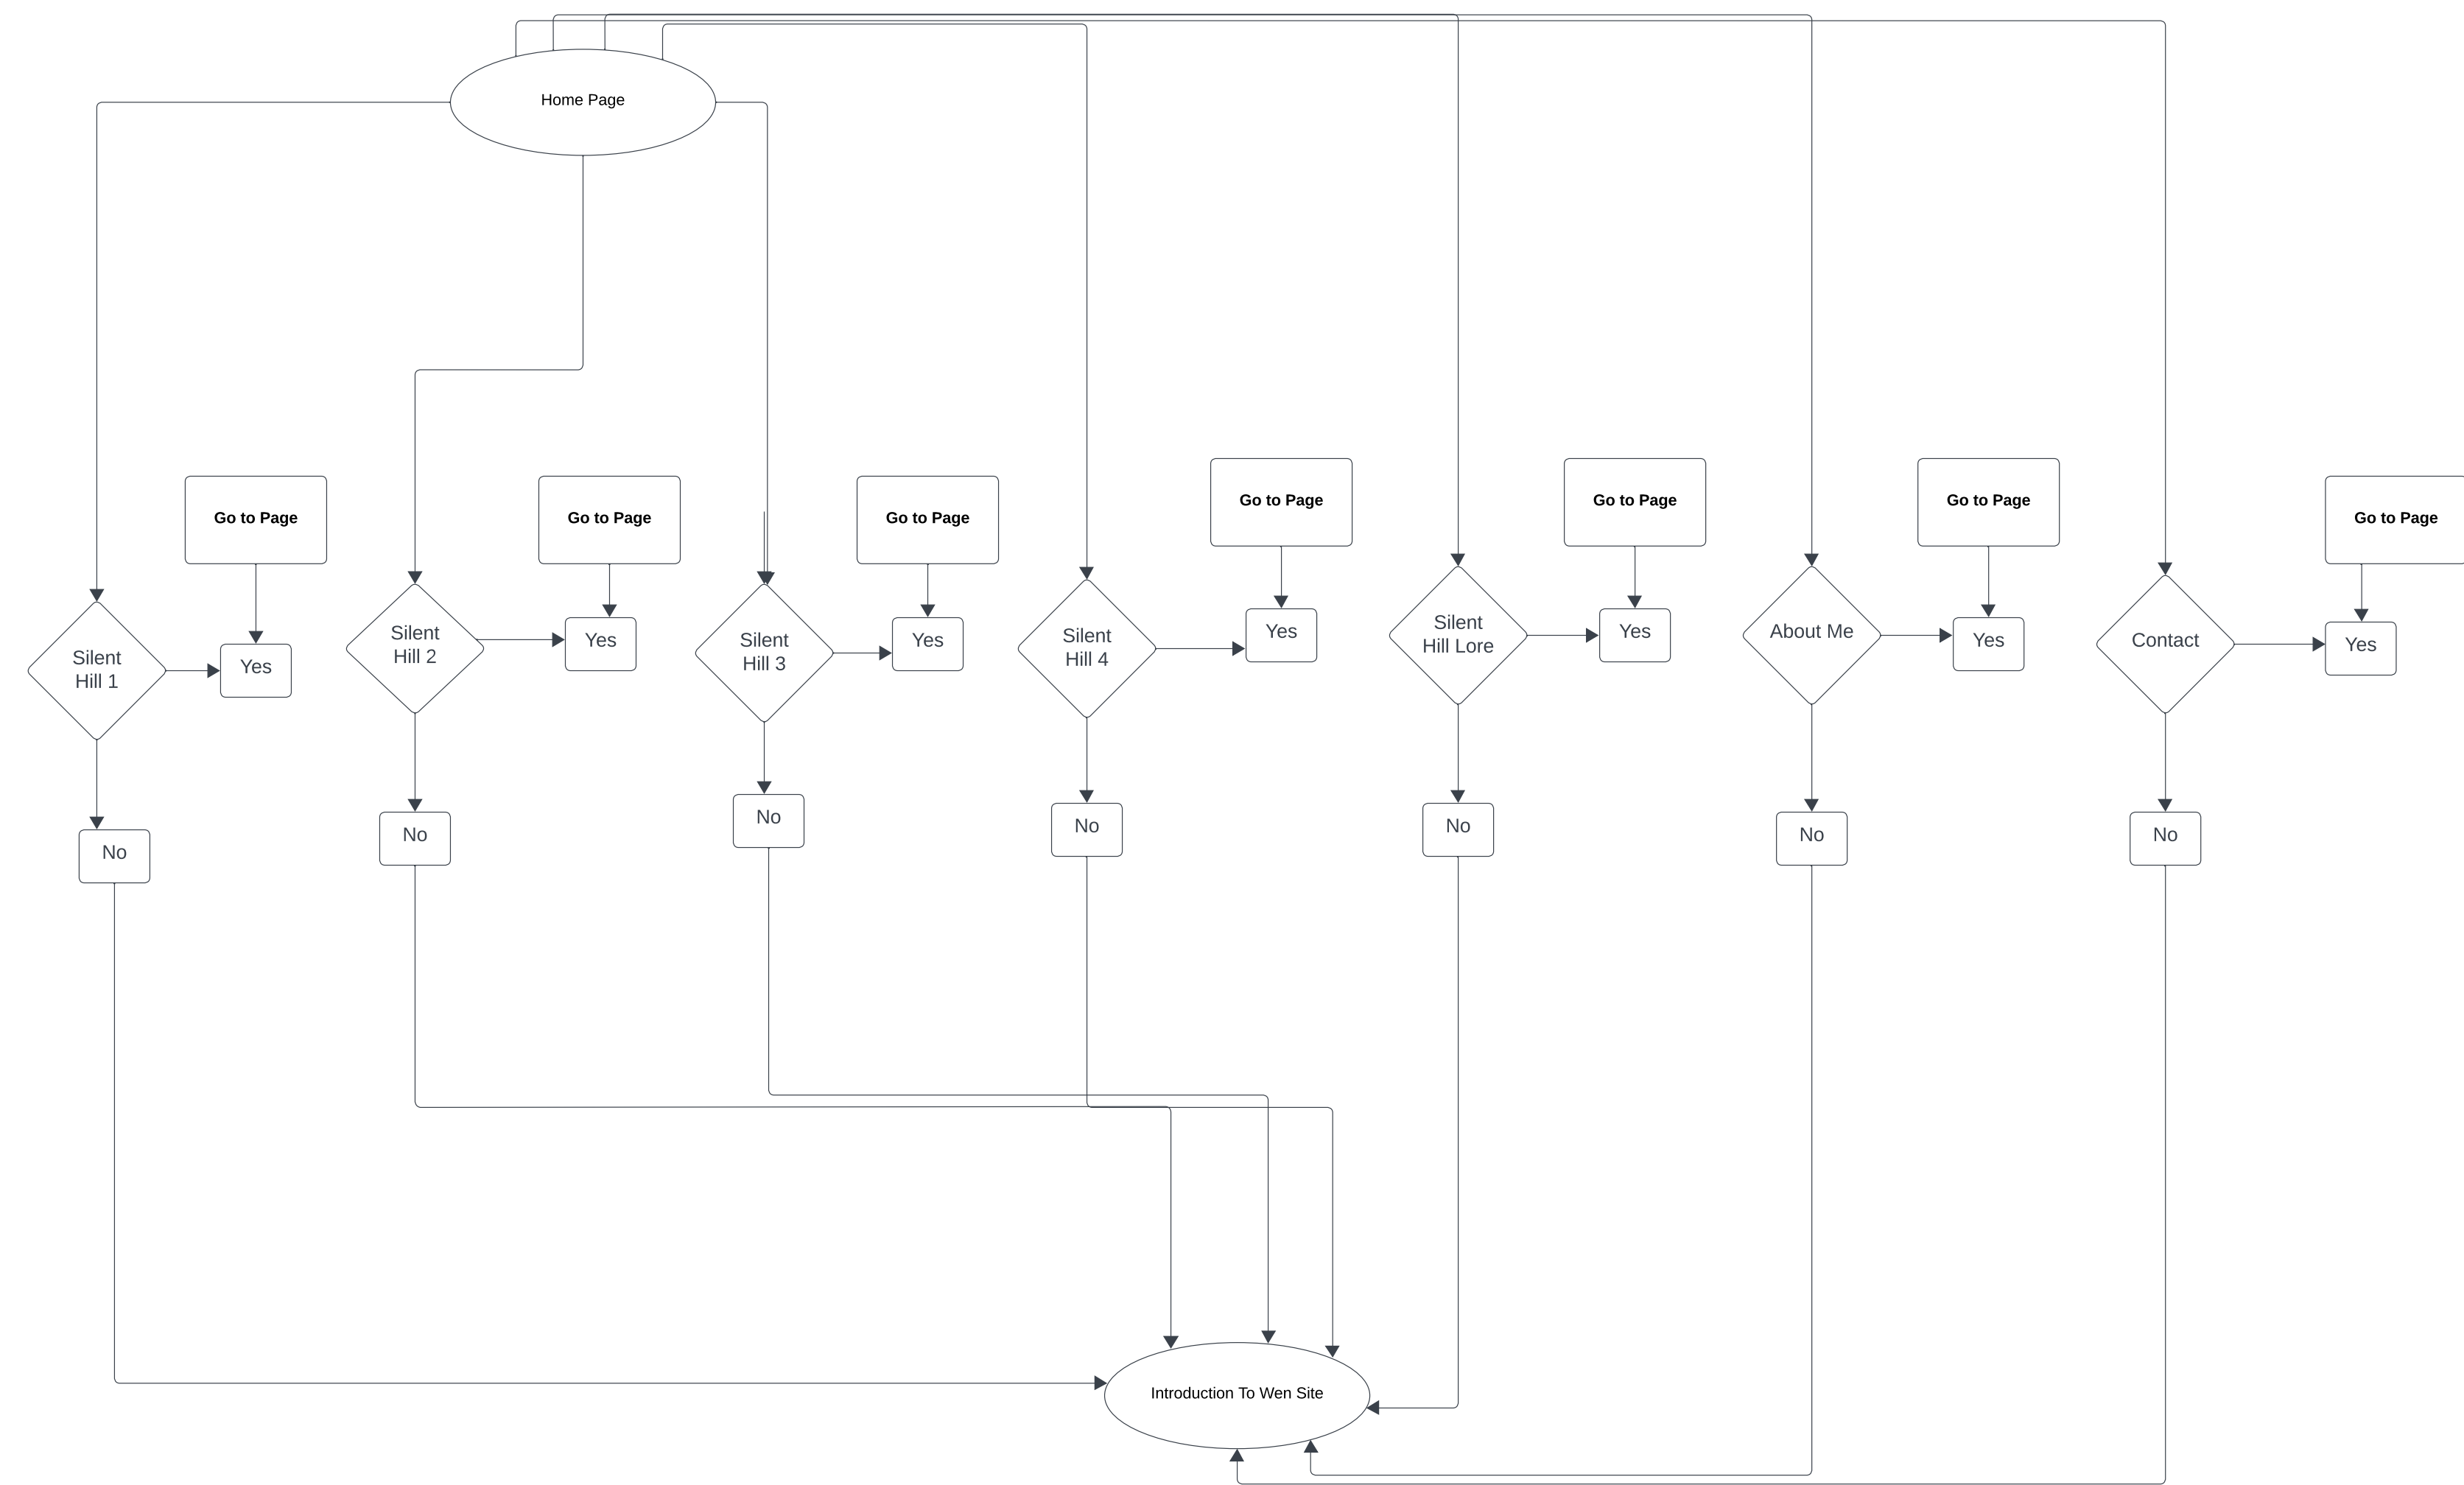 Home Page
Go to Page
Go to Page
Go to Page
Go to Page
Go to Page
Go to Page
Go to Page
Silent
Hill 1
Yes
Silent
Hill 2
Yes
Silent
Hill 3
Yes
Silent
Hill 4
Yes
Silent
Hill Lore
Yes
About Me
Yes
Contact
Yes
No
No
No
No
No
No
No
Introduction To Wen Site